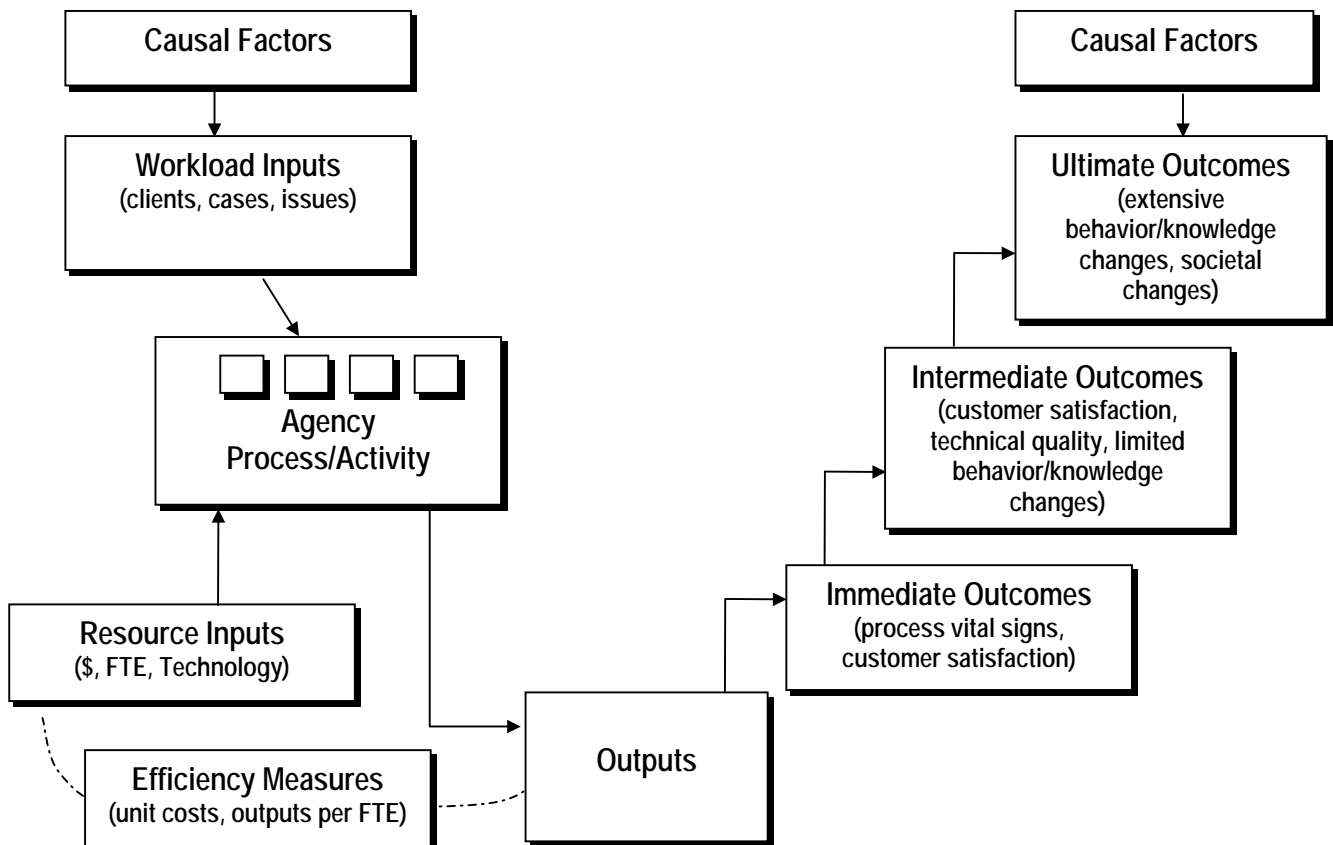 Causal Factors
Workload Inputs
(clients, cases, issues)
Agency
Process/Activity
Resource Inputs
($, FTE, Technology)
Efficiency Measures
(unit costs, outputs per FTE)
Outputs
Immediate Outcomes
(process vital signs,
customer satisfaction)
Intermediate Outcomes
(customer satisfaction,
technical quality, limited
behavior/knowledge
changes)
Causal Factors
Ultimate Outcomes
(extensive
behavior/knowledge
changes, societal
changes)